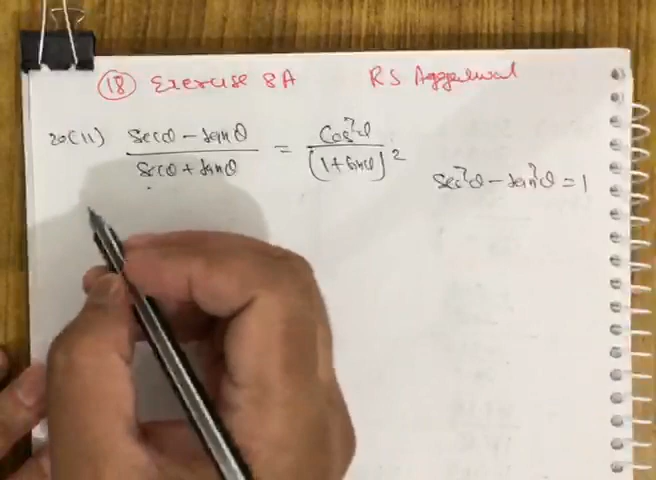 18 Exercise 8A RS Aggarwal
20(ii) secθ - tanθ / secθ + tanθ = cos²θ / (1+sinθ)²
sec²θ - tan²θ = 1